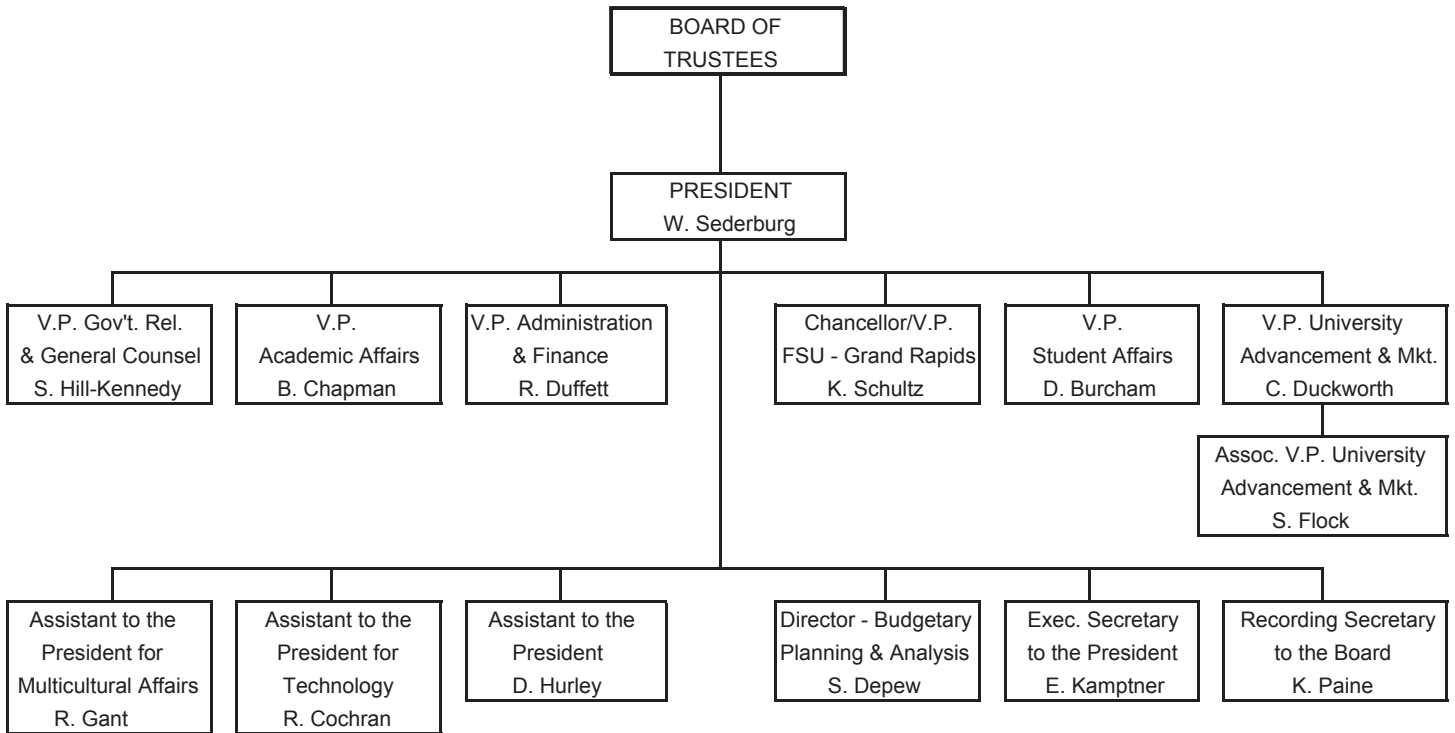 BOARD OF
TRUSTEES
PRESIDENT
W. Sederburg
V.P. Gov't. Rel.
& General Counsel
S. Hill-Kennedy
V.P.
Academic Affairs
B. Chapman
V.P. Administration
& Finance
R. Duffett
Chancellor/V.P.
FSU - Grand Rapids
K. Schultz
V.P.
Student Affairs
D. Burcham
V.P. University
Advancement & Mkt.
C. Duckworth
Assoc. V.P. University
Advancement & Mkt.
S. Flock
Assistant to the
President for
Multicultural Affairs
R. Gant
Assistant to the
President for
Technology
R. Cochran
Assistant to the
President
D. Hurley
Director - Budgetary
Planning & Analysis
S. Depew
Exec. Secretary
to the President
E. Kamptner
Recording Secretary
to the Board
K. Paine